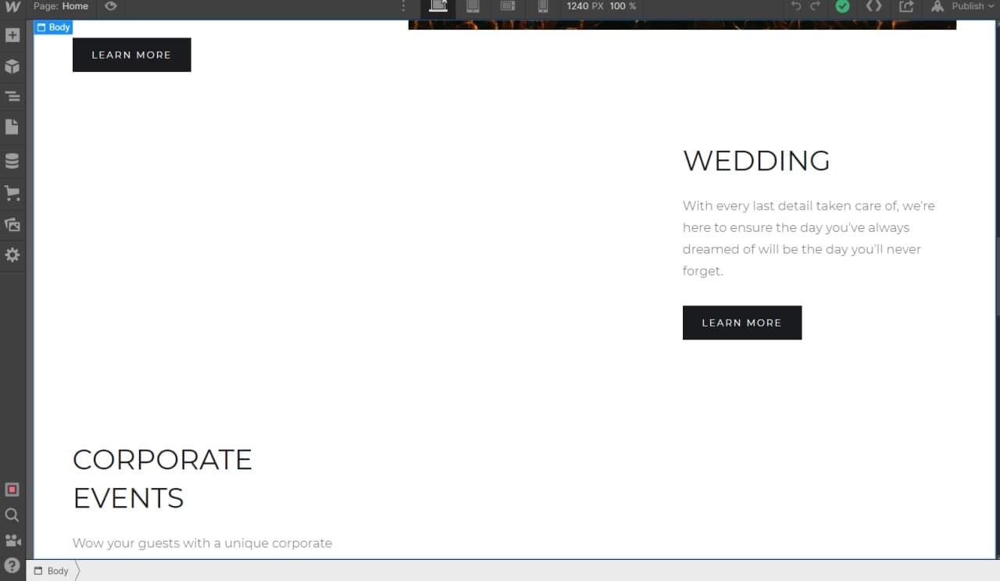 Page: Home
1240 PX 100 %
Publish
Body
LEARN MORE
WEDDING
With every last detail taken care of, we're
here to ensure the day you've always
dreamed of will be the day you'll never
forget.
LEARN MORE
CORPORATE
EVENTS
Wow your guests with a unique corporate
Body